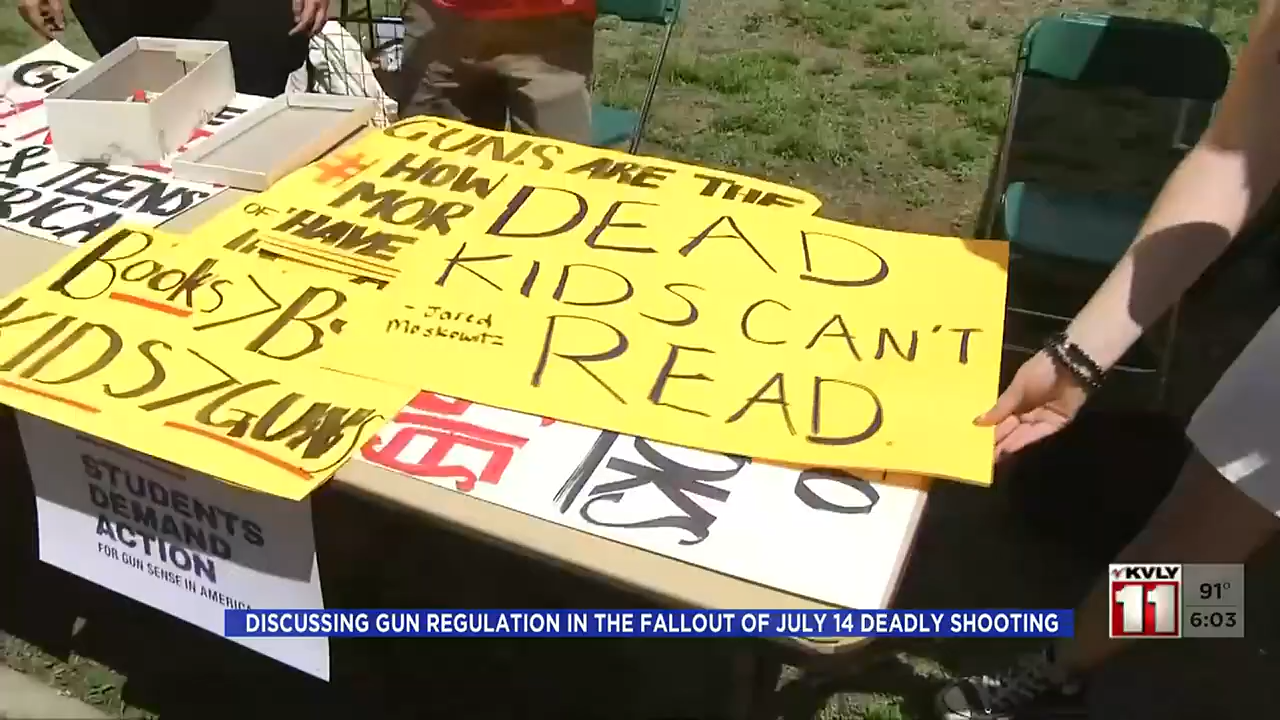 GUNS ARE THE
#
HOW
MOR
OF 'HAVE
DEAD
KIDS CAN'T
READ.
- Jared
Moskowitz
Books > B
KIDS > GUNS
& TEENS
STUDENTS
DEMAND
ACTION
FOR GUN SENSE IN AMERICA
DISCUSSING GUN REGULATION IN THE FALLOUT OF JULY 14 DEADLY SHOOTING
KVLY
11
91°
6:03